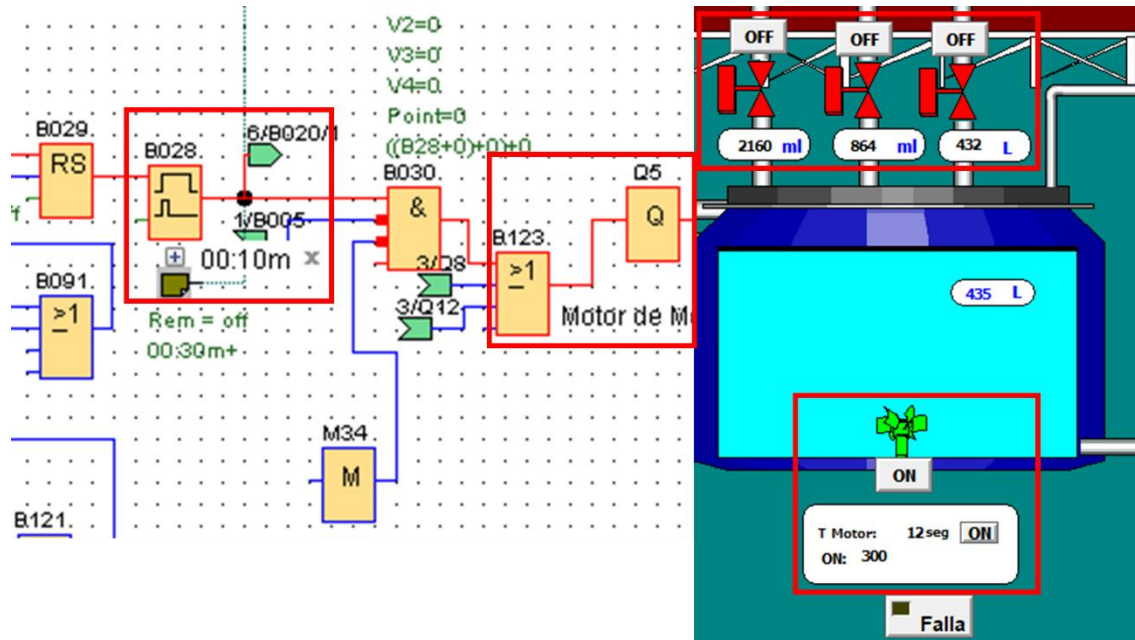 V2=0
V3=0
V4=0
Point=0
((B28+0)+0)+0
B029
RS
B028
6/B020/1
1/B005
00:10m
Rem = off
00:30m+
B030
&
B091
>1
3/Q8
3/Q12
B123
>1
Q5
Q
Motor de M
M34
M
B121
f
OFF
OFF
OFF
2160 ml
864 ml
432 L
435 L
ON
T Motor: 12 seg ON
ON: 300
Falla